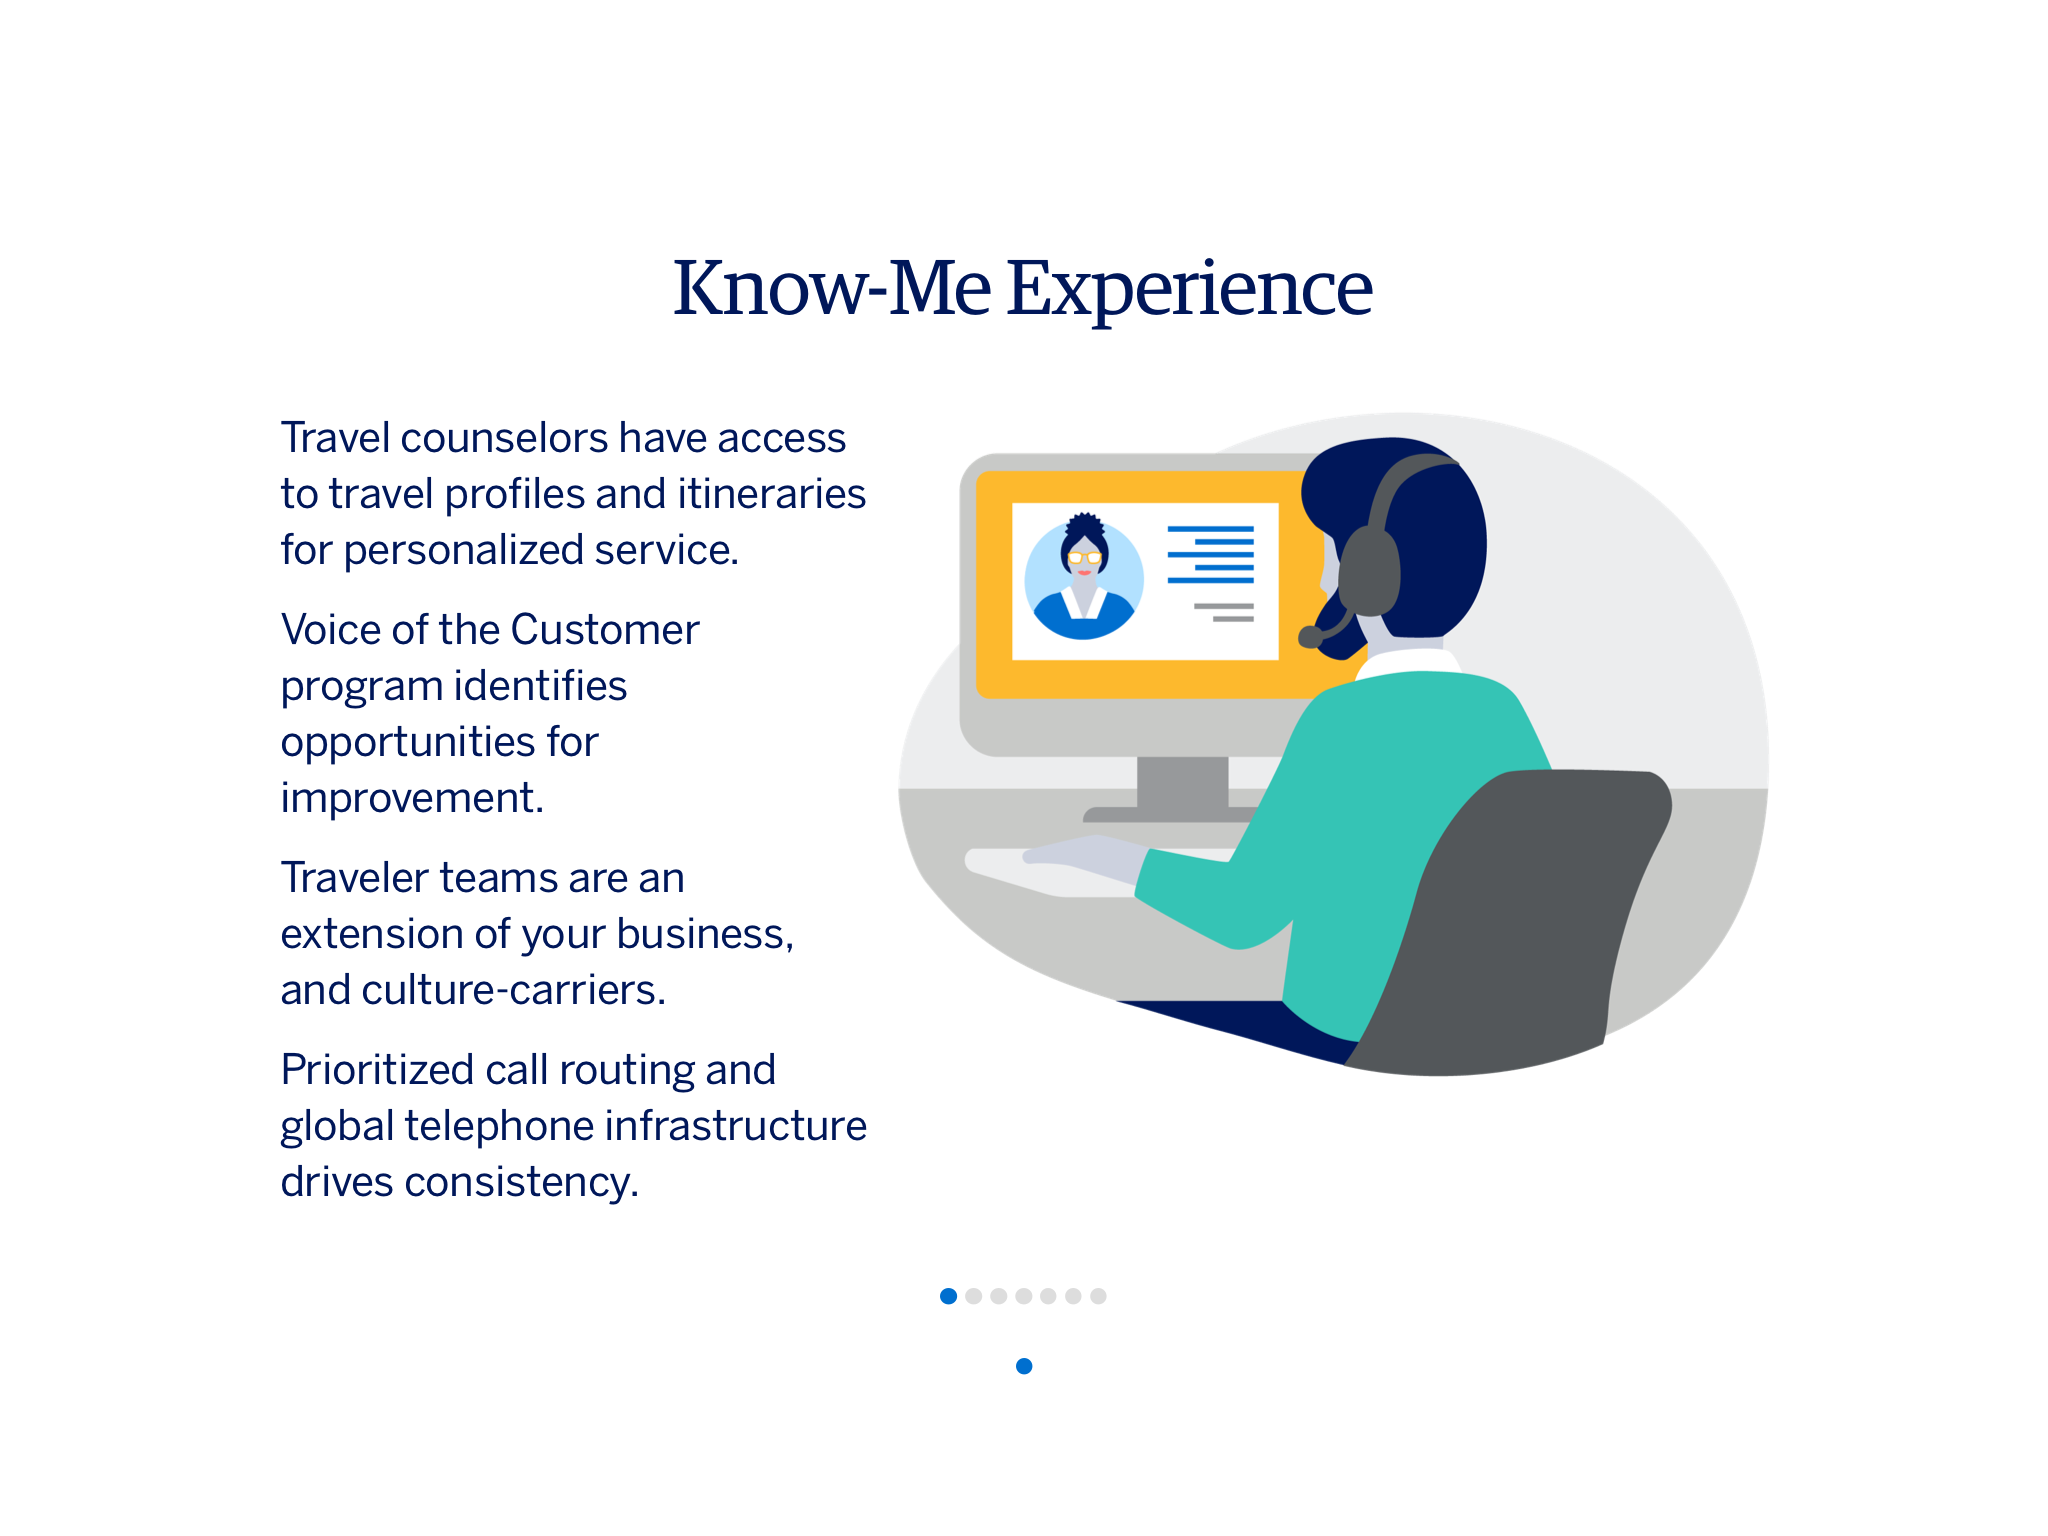 Know-Me Experience
Travel counselors have access
to travel profiles and itineraries
for personalized service.
Voice of the Customer
program identifies
opportunities for
improvement.
Traveler teams are an
extension of your business,
and culture-carriers.
Prioritized call routing and
global telephone infrastructure
drives consistency.